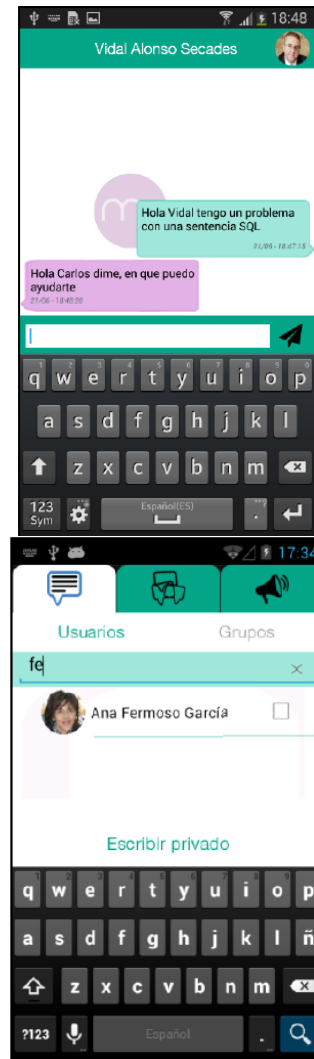 18:48
Vidal Alonso Secades
m
Hola Vidal tengo un problema
con una sentencia SQL
21/06 - 18:47:15
Hola Carlos dime, en que puedo
ayudarte
21/06 - 18:48:28
q w e r t y u i o p
a s d f g h j k l
z x c v b n m
123
Sym
Español(ES)
.
17:34
Usuarios Grupos
fe ×
Ana Fermoso García
Escribir privado
q w e r t y u i o p
a s d f g h j k l ñ
z x c v b n m
?123 Español .